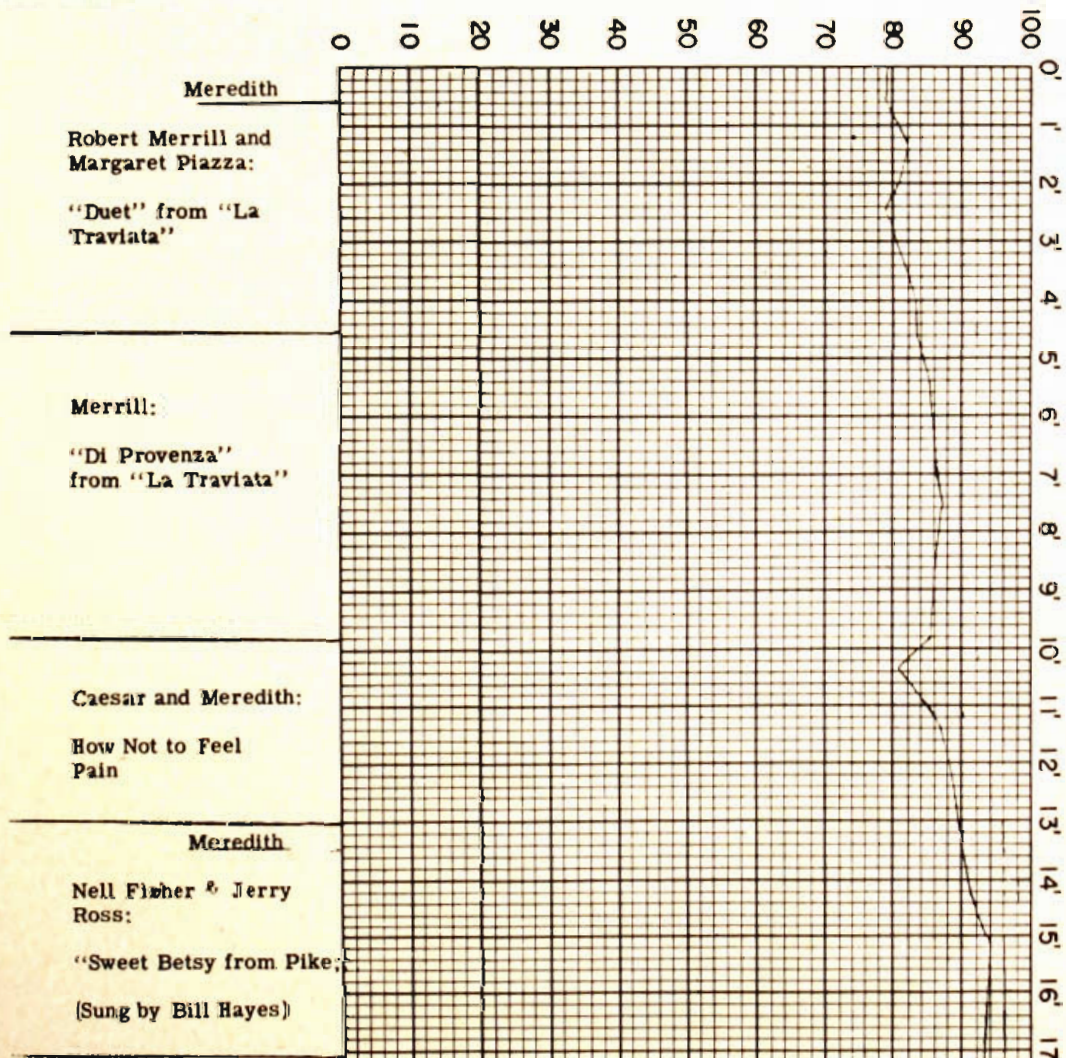 0 10 20 30 40 50 60 70 80 90 100
0'
Meredith
1'
Robert Merrill and
Margaret Piazza:
2'
“Duet” from “La
Traviata”
3'
4'
5'
Merrill:
6'
“Di Provenza”
from “La Traviata”
7'
8'
9'
10'
Caesar and Meredith:
11'
How Not to Feel
Pain
12'
13'
Meredith
14'
Nell Fisher & Jerry
Ross:
15'
“Sweet Betsy from Pike”
16'
(Sung by Bill Hayes)
17